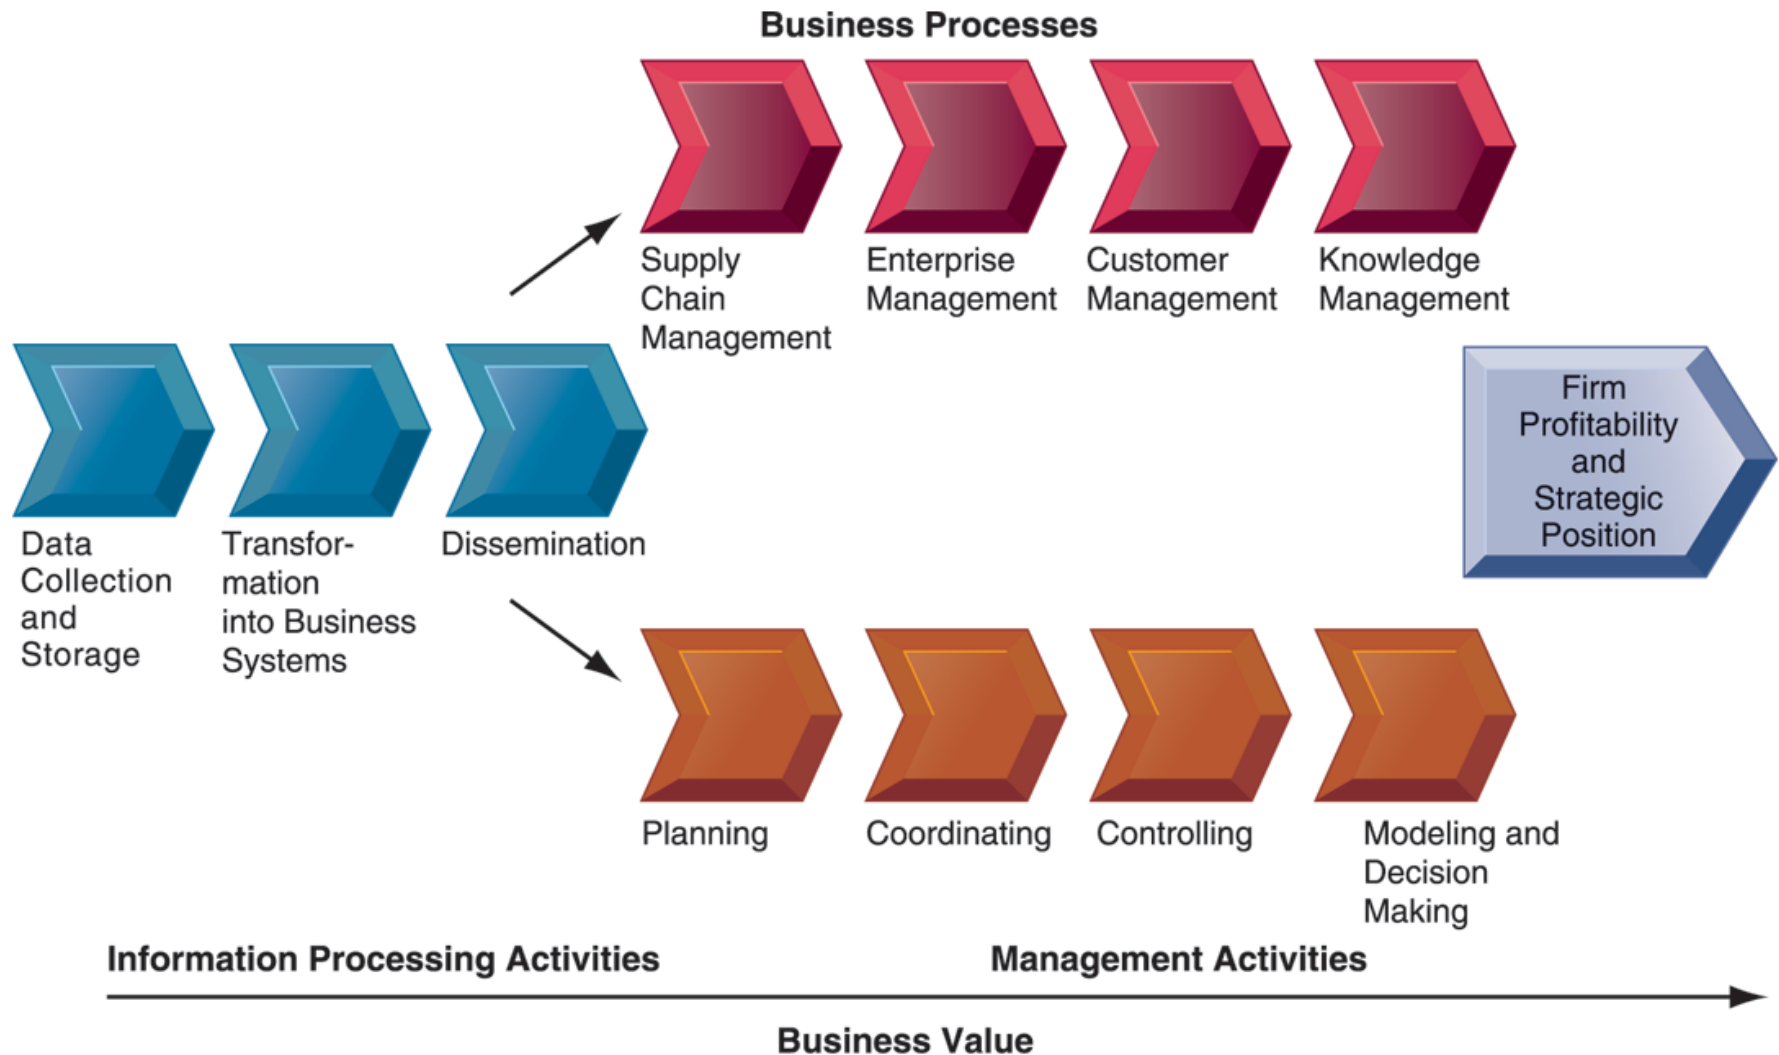 Business Processes
Supply
Chain
Management
Enterprise
Management
Customer
Management
Knowledge
Management
Data
Collection
and
Storage
Transfor-
mation
into Business
Systems
Dissemination
Firm
Profitability
and
Strategic
Position
Planning
Coordinating
Controlling
Modeling and
Decision
Making
Information Processing Activities
Management Activities
Business Value